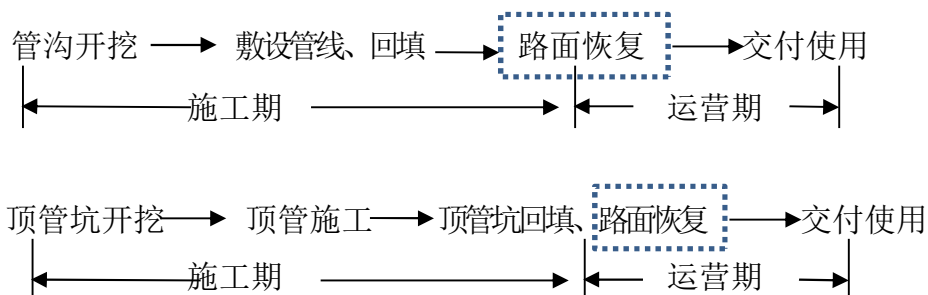 管沟开挖 敷设管线、回填 路面恢复 交付使用
施工期 运营期
顶管坑开挖 顶管施工 顶管坑回填、路面恢复 交付使用
施工期 运营期